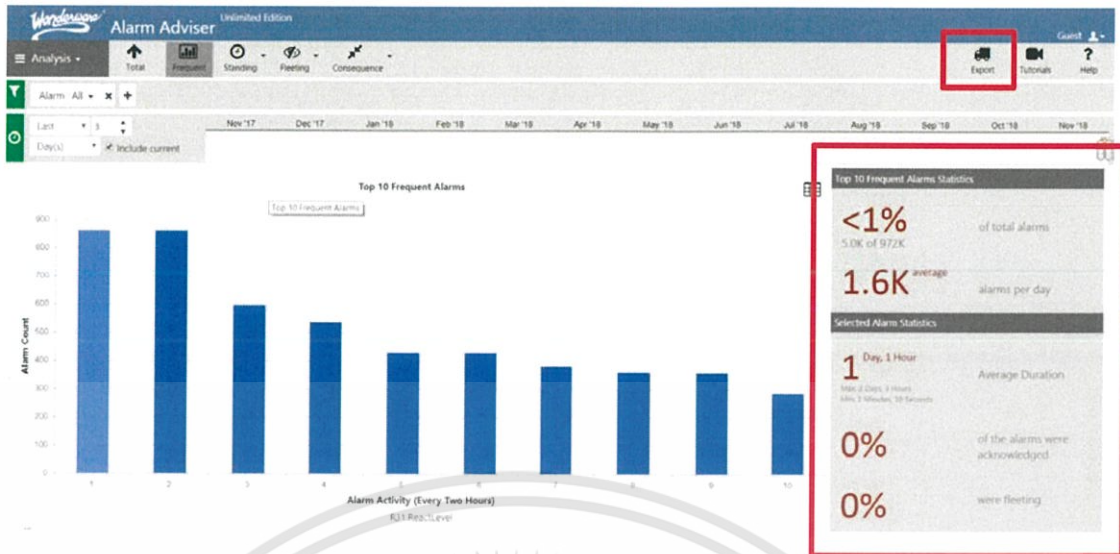 Wonderware Alarm Adviser Unlimited Edition
Guest
Analysis
Total
Frequent
Standing
Fleeting
Consequence
Export
Tutorials
Help
Alarm All
Last 3
Day(s) Include current
Nov '17 Dec '17 Jan '18 Feb '18 Mar '18 Apr '18 May '18 Jun '18 Jul '18 Aug '18 Sep '18 Oct '18 Nov '18
Top 10 Frequent Alarms
Top 10 Frequent Alarms
Alarm Count
900
800
700
600
500
400
300
200
100
0
1 2 3 4 5 6 7 8 9 10
Alarm Activity (Every Two Hours)
Top 10 Frequent Alarms Statistics
<1% of total alarms
5.0K of 972K
1.6K average alarms per day
Selected Alarm Statistics
1 Day, 1 Hour Average Duration
0% of the alarms were
acknowledged
0% were fleeting